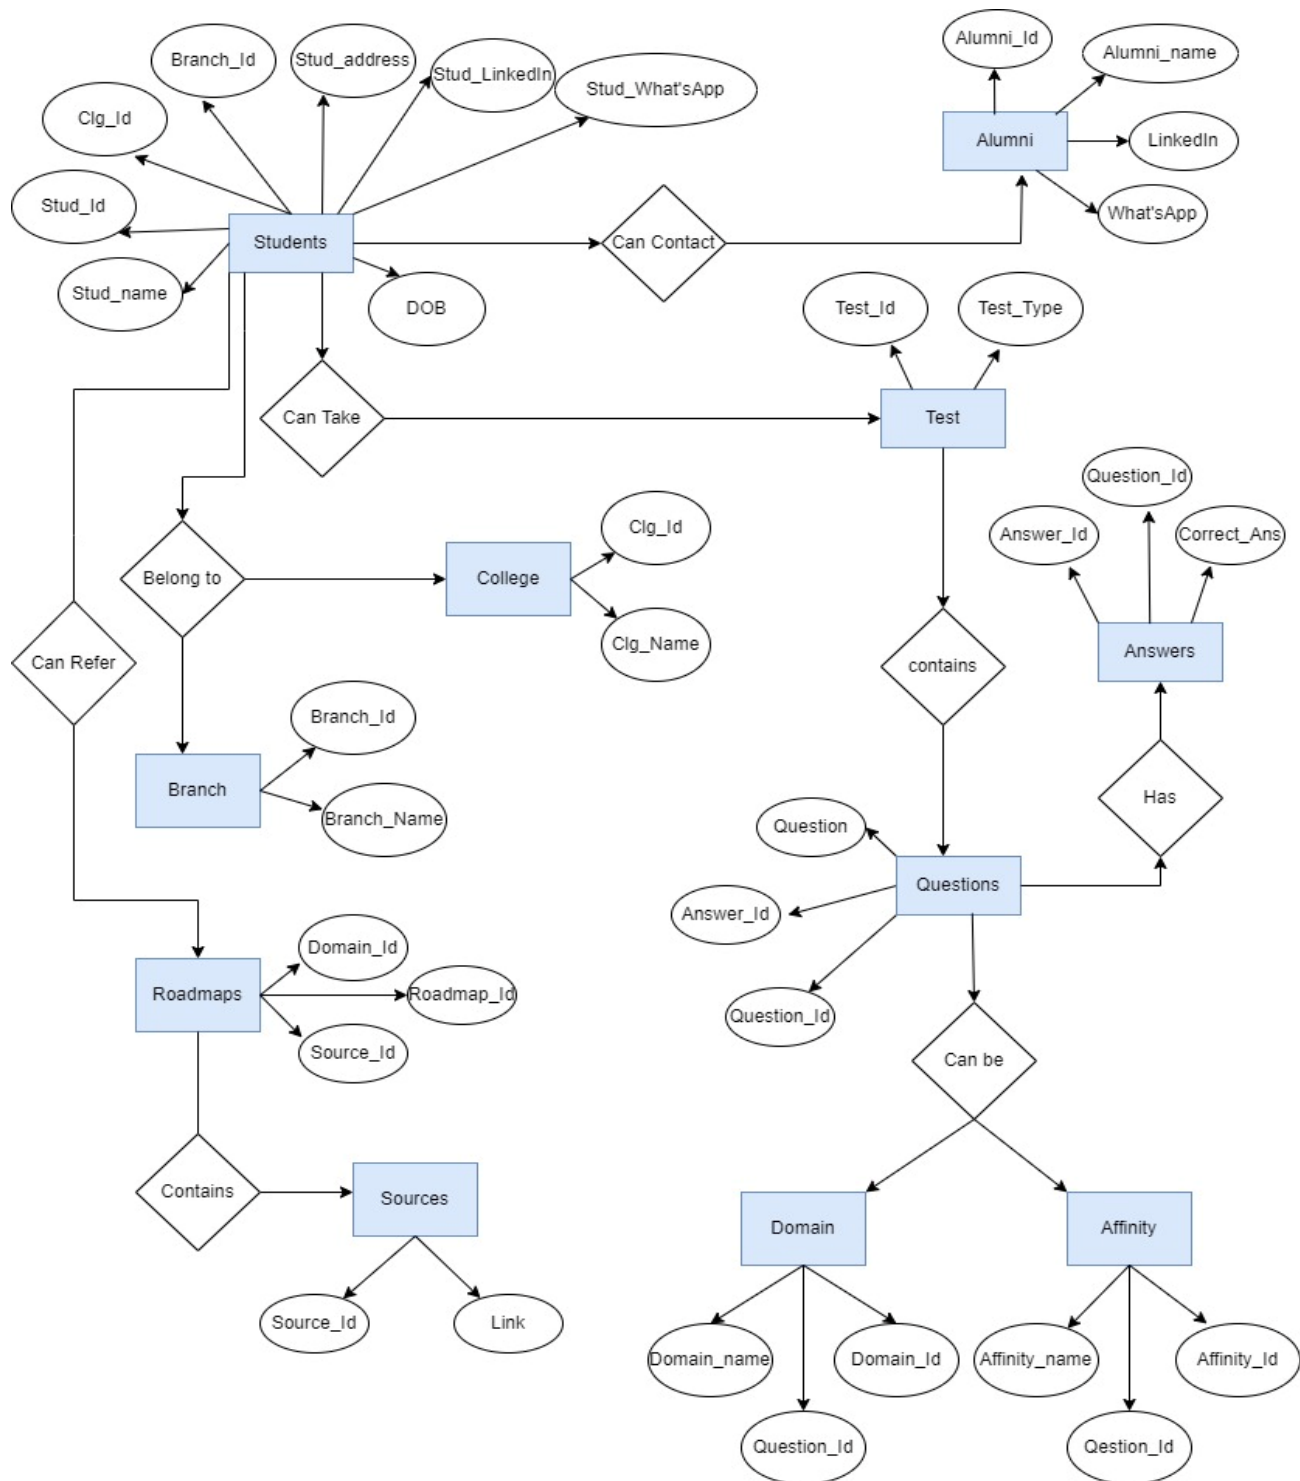 Alumni_Id
Branch_Id
Stud_address
Stud_LinkedIn
Alumni_name
Stud_What'sApp
Clg_Id
Alumni
LinkedIn
Stud_Id
What'sApp
Students
Can Contact
Stud_name
DOB
Test_Id
Test_Type
Can Take
Test
Question_Id
Clg_Id
Answer_Id
Correct_Ans
Belong to
College
Clg_Name
Can Refer
contains
Answers
Branch_Id
Branch
Has
Branch_Name
Question
Questions
Answer_Id
Domain_Id
Roadmaps
Roadmap_Id
Question_Id
Source_Id
Can be
Contains
Sources
Domain
Affinity
Source_Id
Link
Domain_name
Domain_Id
Affinity_name
Affinity_Id
Question_Id
Qestion_Id